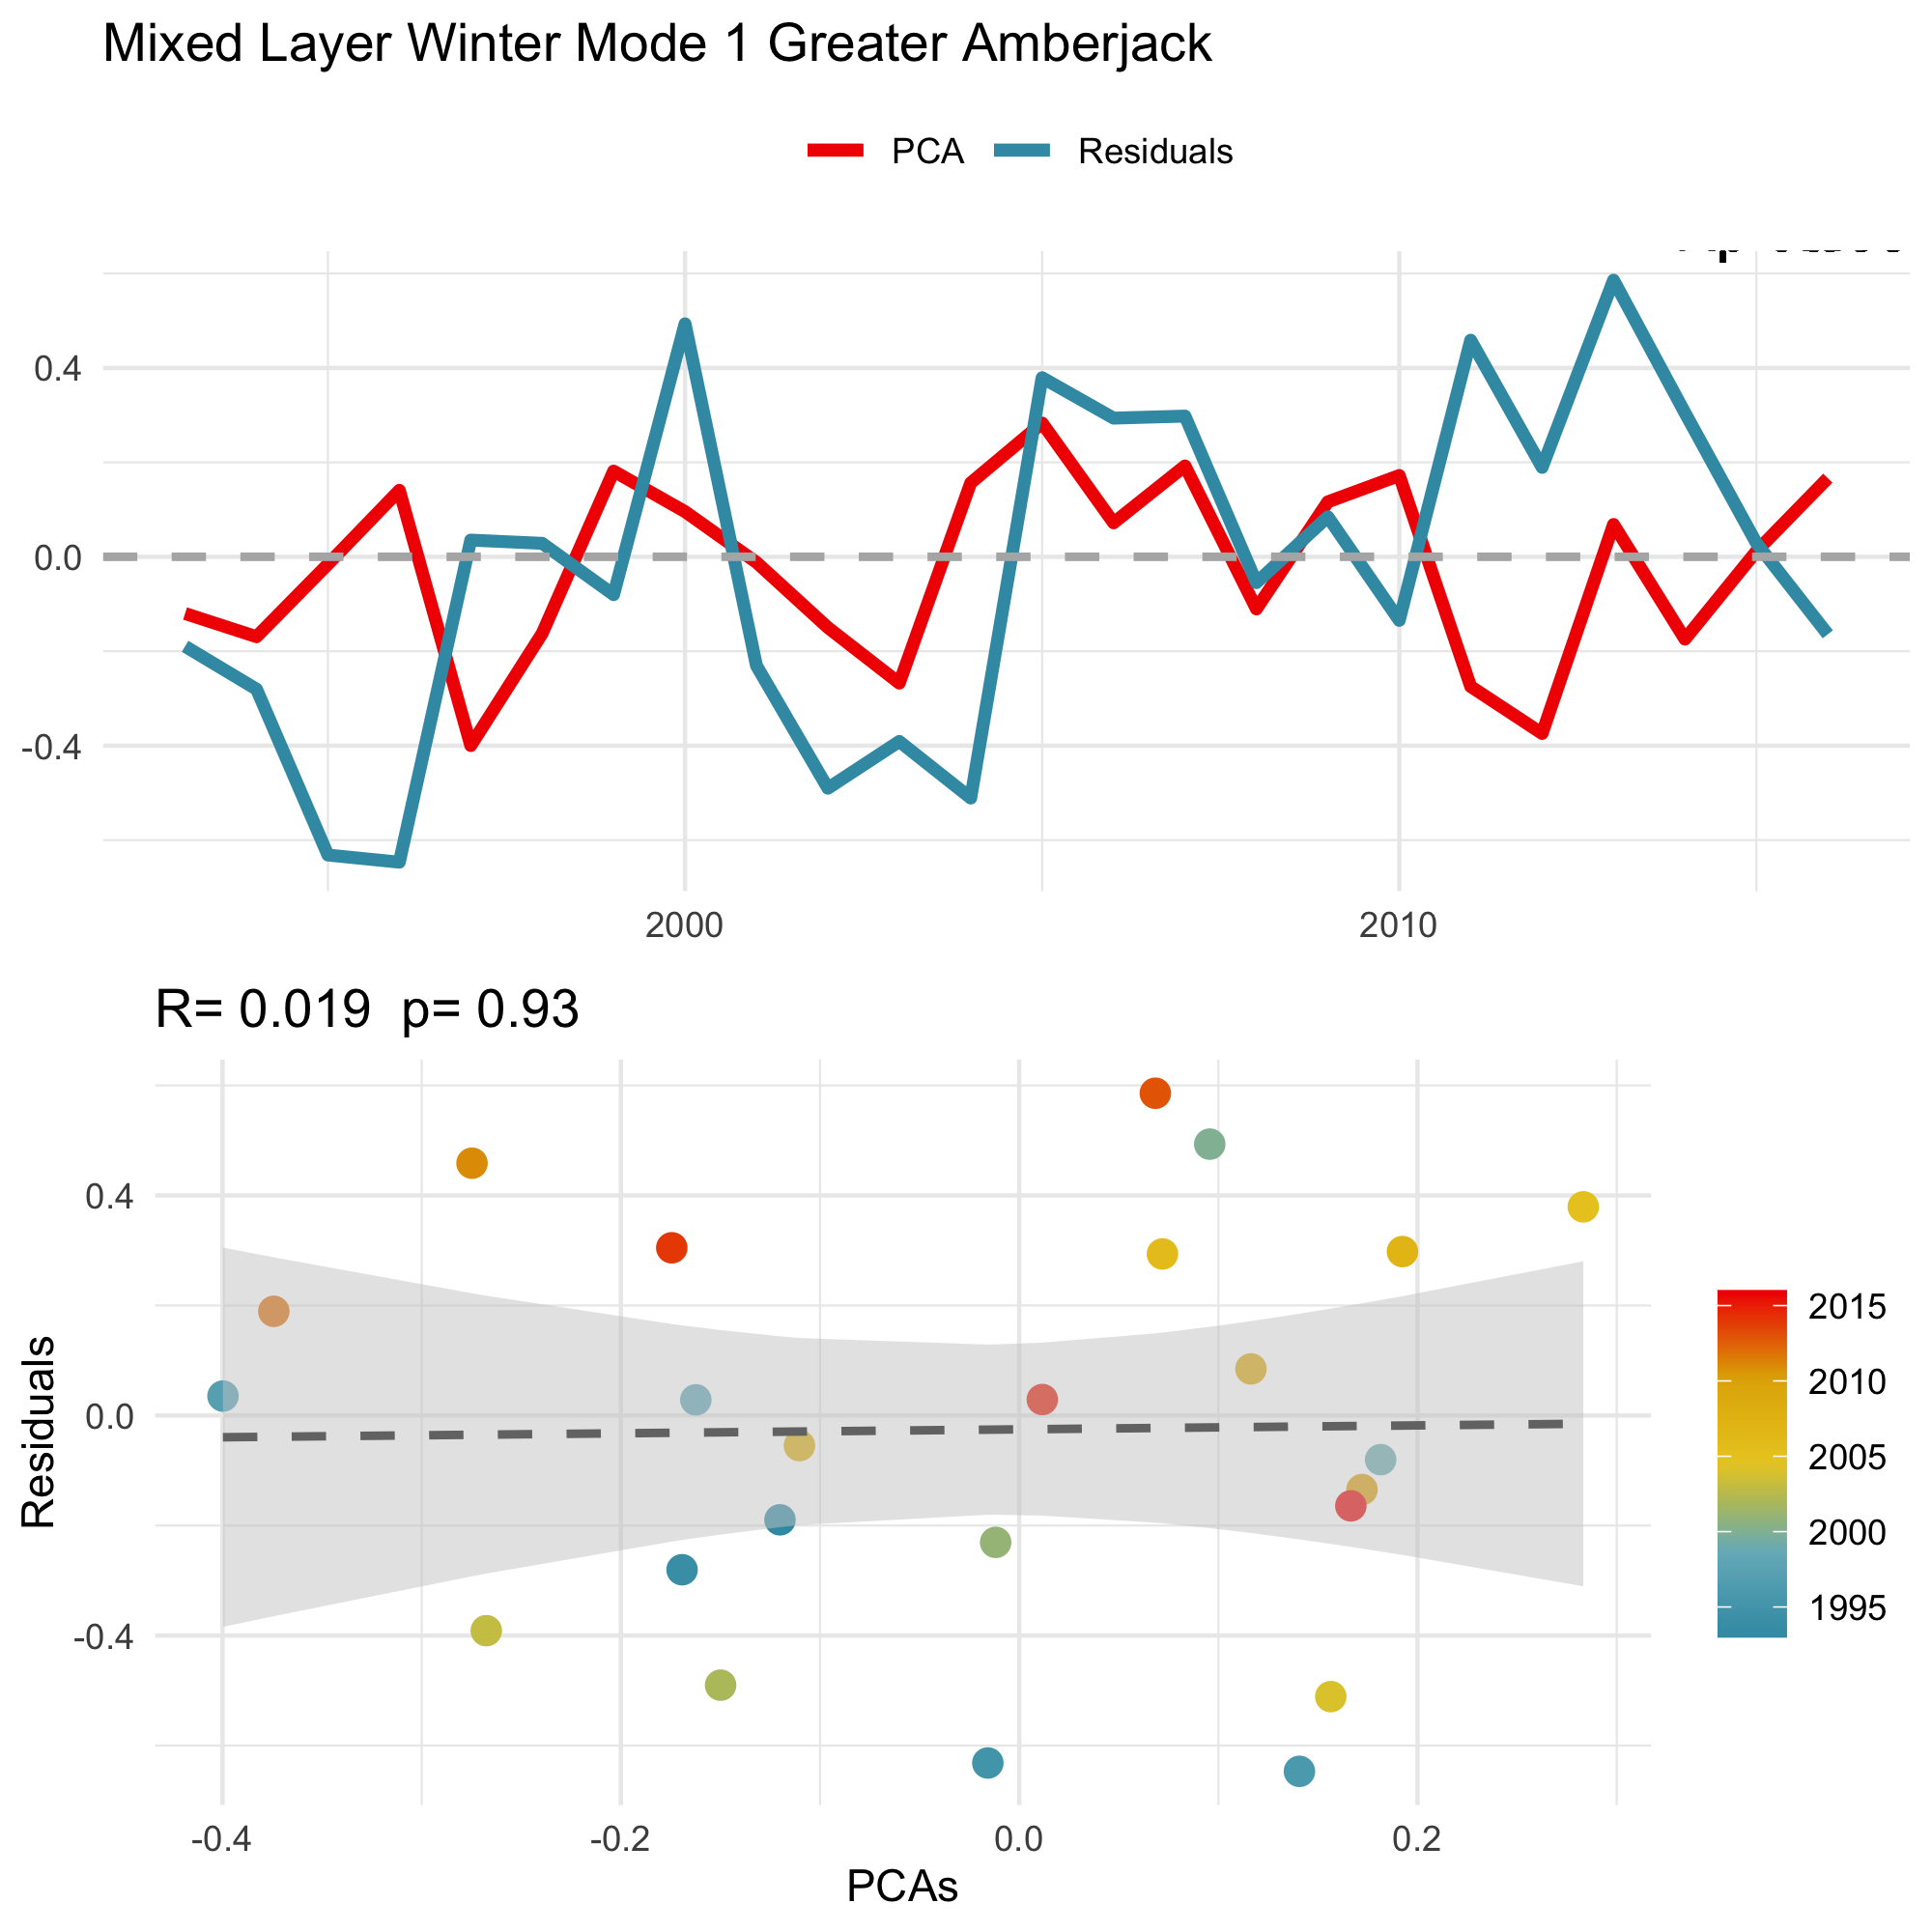 Mixed Layer Winter Mode 1 Greater Amberjack
PCA Residuals
0.4
0.0
-0.4
2000 2010
R= 0.019 p= 0.93
Residuals
0.4
0.0
-0.4
-0.4 -0.2 0.0 0.2
PCAs
2015
2010
2005
2000
1995